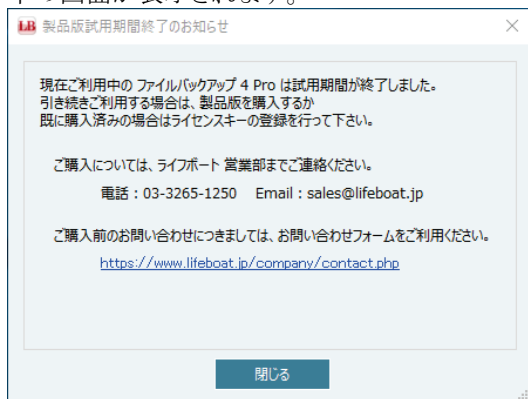 下の画面が表示されます。
LB 製品版試用期間終了のお知らせ
現在ご利用中の ファイルバックアップ 4 Pro は試用期間が終了しました。
引き続きご利用する場合は、製品版を購入するか
既に購入済みの場合はライセンスキーの登録を行って下さい。
ご購入については、ライフボート 営業部までご連絡ください。
電話：03-3265-1250 Email：sales@lifeboat.jp
ご購入前のお問い合わせにつきましては、お問い合わせフォームをご利用ください。
https://www.lifeboat.jp/company/contact.php
閉じる